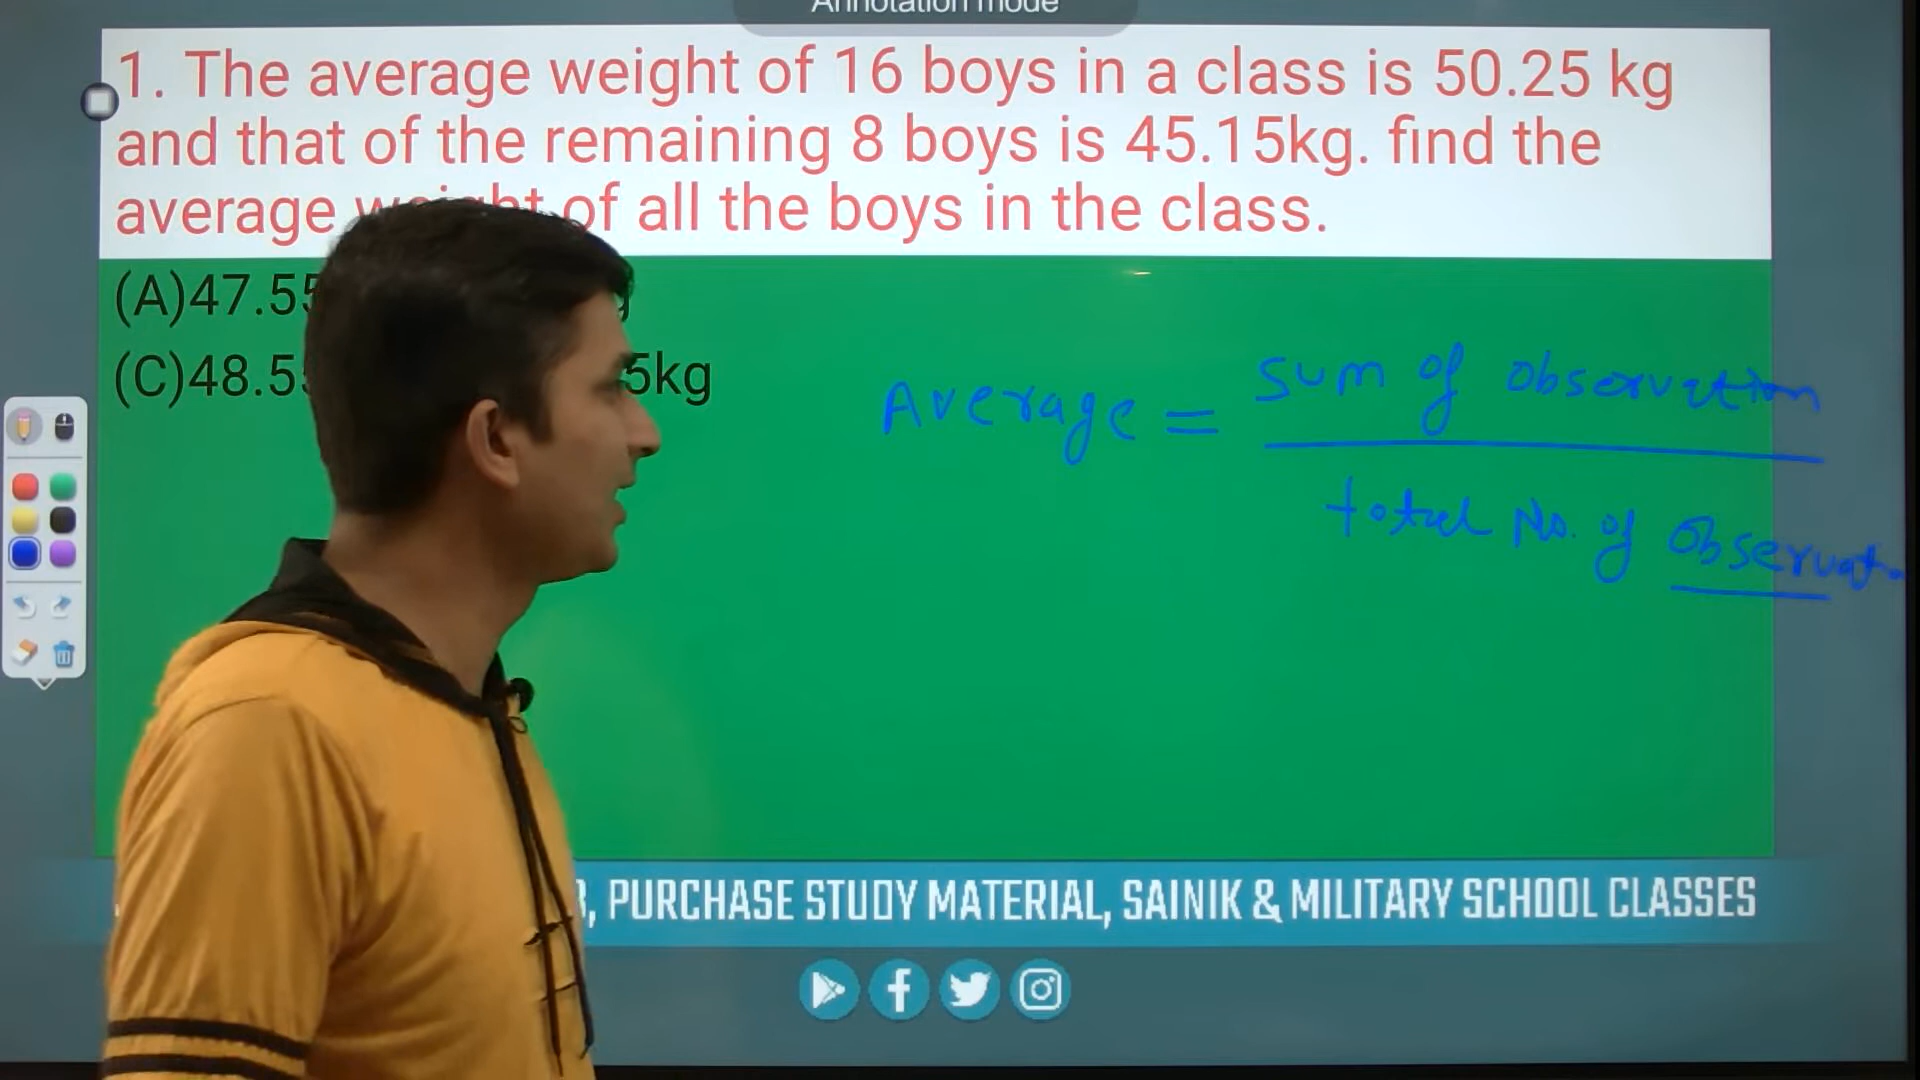 Annotation mode
1. The average weight of 16 boys in a class is 50.25 kg
and that of the remaining 8 boys is 45.15kg. find the
average weight of all the boys in the class.
(A)47.55
(C)48.55 5kg
Average = sum of observation
total No. of observat
, PURCHASE STUDY MATERIAL, SAINIK & MILITARY SCHOOL CLASSES